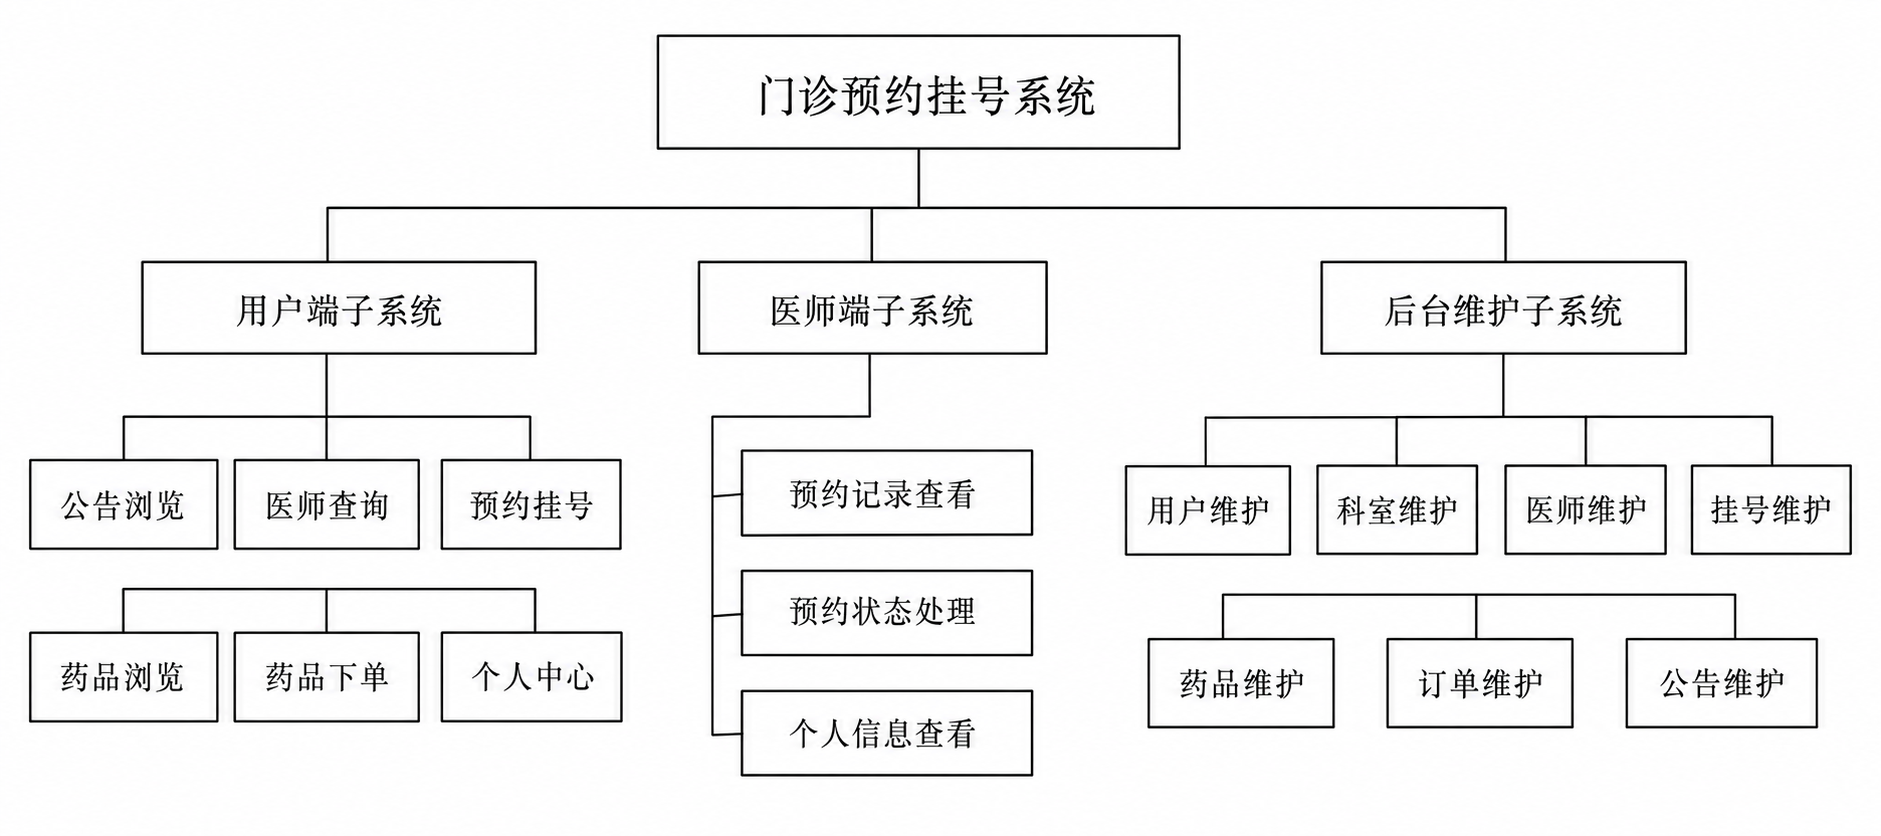 门诊预约挂号系统
用户端子系统
医师端子系统
后台维护子系统
公告浏览
医师查询
预约挂号
药品浏览
药品下单
个人中心
预约记录查看
预约状态处理
个人信息查看
用户维护
科室维护
医师维护
挂号维护
药品维护
订单维护
公告维护